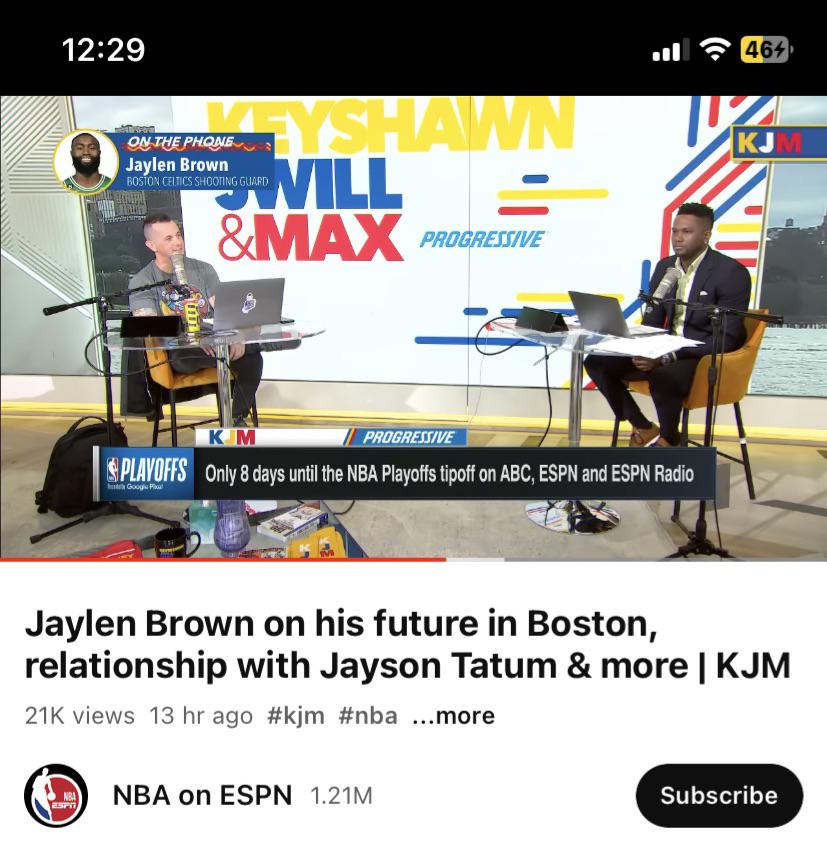 12:29
46
KEYSHAWN
ON THE PHONE
Jaylen Brown
BOSTON CELTICS SHOOTING GUARD
KJM
JWILL
&MAX
PROGRESSIVE
KJM
PROGRESSIVE
NBA PLAYOFFS
Presented by Google Pixel
Only 8 days until the NBA Playoffs tipoff on ABC, ESPN and ESPN Radio
Jaylen Brown on his future in Boston,
relationship with Jayson Tatum & more | KJM
21K views 13 hr ago #kjm #nba ...more
NBA
ESPN
NBA on ESPN 1.21M
Subscribe